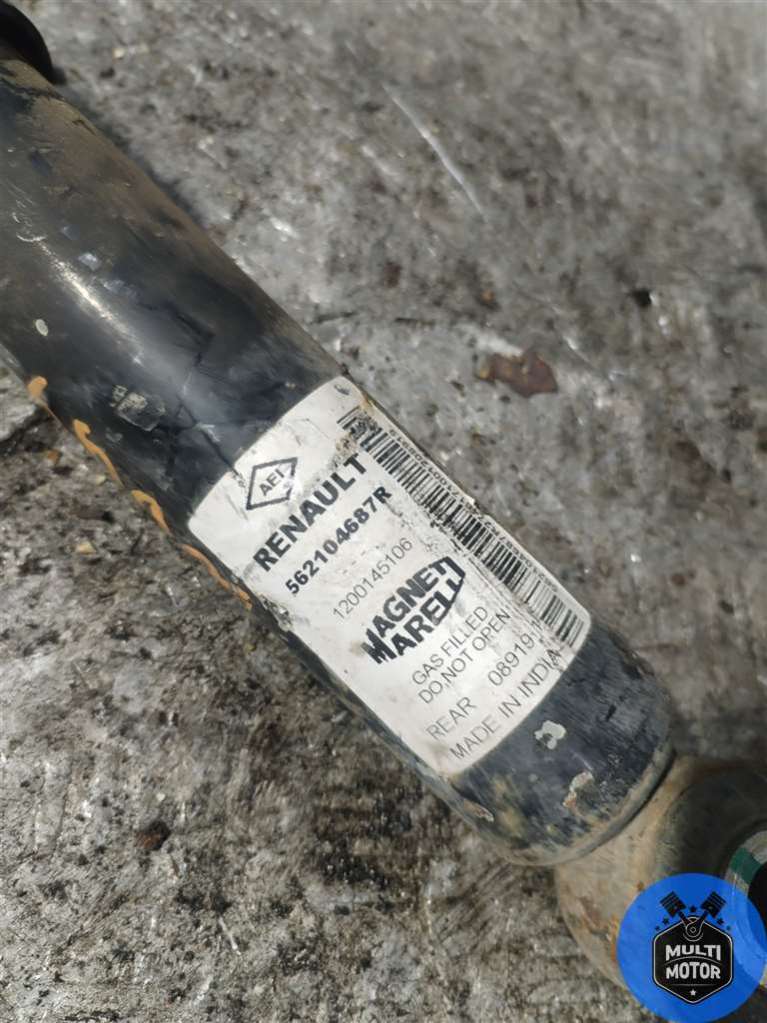 AEI
RENAULT
562104687R
1200145106
MAGNETI
MARELLI
GAS FILLED
DO NOT OPEN
REAR 08919
MADE IN INDIA
MULTI
MOTOR